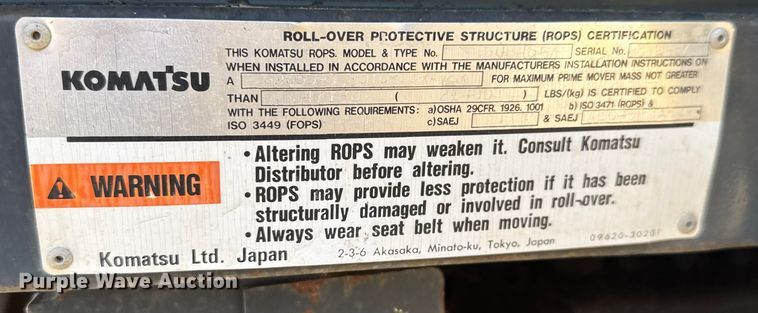 ROLL-OVER PROTECTIVE STRUCTURE (ROPS) CERTIFICATION
THIS KOMATSU ROPS. MODEL & TYPE No. SERIAL No.
WHEN INSTALLED IN ACCORDANCE WITH THE MANUFACTURERS INSTALLATION INSTRUCTIONS ON
KOMATSU
A FOR MAXIMUM PRIME MOVER MASS NOT GREATER
THAN ( ) LBS/(kg) IS CERTIFIED TO COMPLY
WITH THE FOLLOWING REQUIREMENTS: a)OSHA 29CFR. 1926. 1001 b) ISO 3471 (ROPS) &
ISO 3449 (FOPS) c)SAEJ & SAEJ
WARNING
• Altering ROPS may weaken it. Consult Komatsu
Distributor before altering.
• ROPS may provide less protection if it has been
structurally damaged or involved in roll-over.
• Always wear seat belt when moving.
Komatsu Ltd. Japan
2-3-6 Akasaka, Minato-ku, Tokyo, Japan
09620-30201
Purple Wave Auction